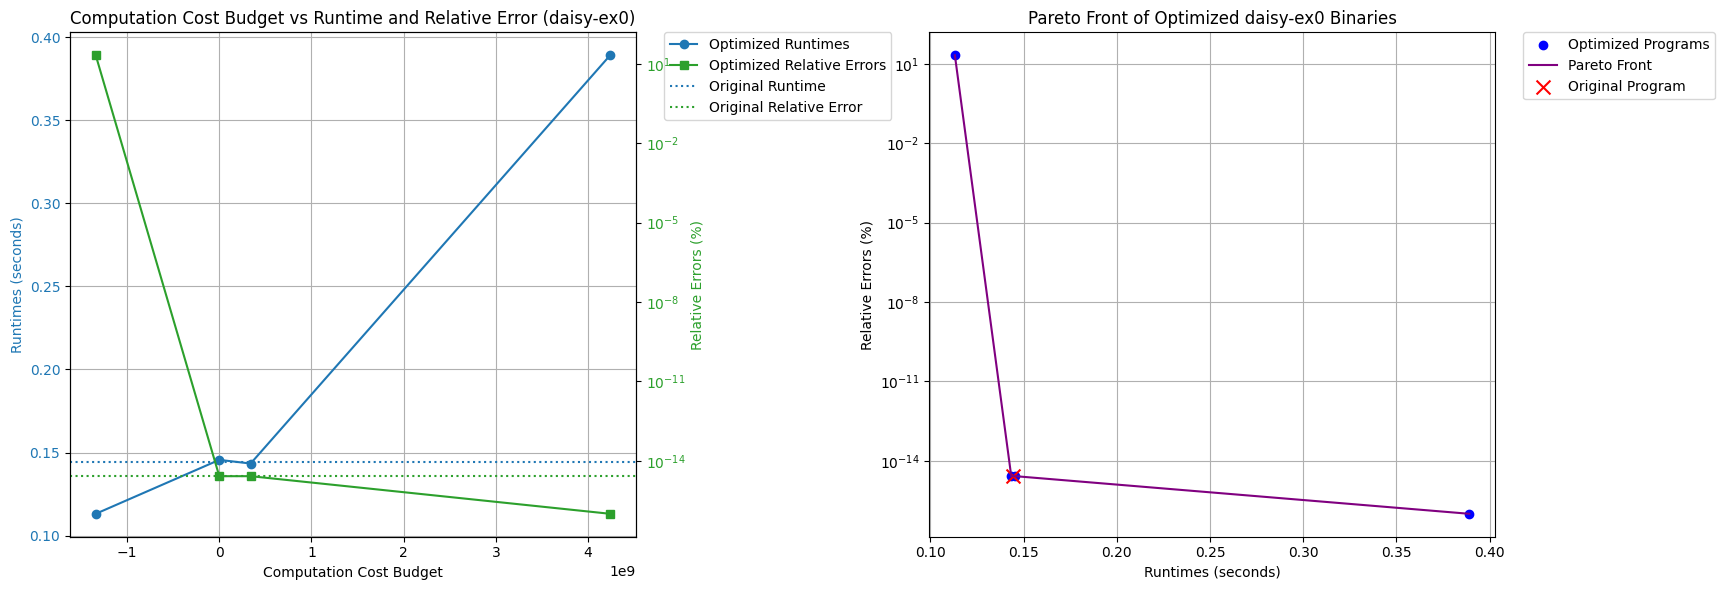 Computation Cost Budget vs Runtime and Relative Error (daisy-ex0)
0.40
0.35
0.30
0.25
0.20
0.15
0.10
Runtimes (seconds)
−1
0
1
2
3
4
1e9
Computation Cost Budget
10^1
10^−2
10^−5
10^−8
10^−11
10^−14
Relative Errors (%)
Optimized Runtimes
Optimized Relative Errors
Original Runtime
Original Relative Error
Pareto Front of Optimized daisy-ex0 Binaries
10^1
10^−2
10^−5
10^−8
10^−11
10^−14
Relative Errors (%)
0.10
0.15
0.20
0.25
0.30
0.35
0.40
Runtimes (seconds)
Optimized Programs
Pareto Front
Original Program